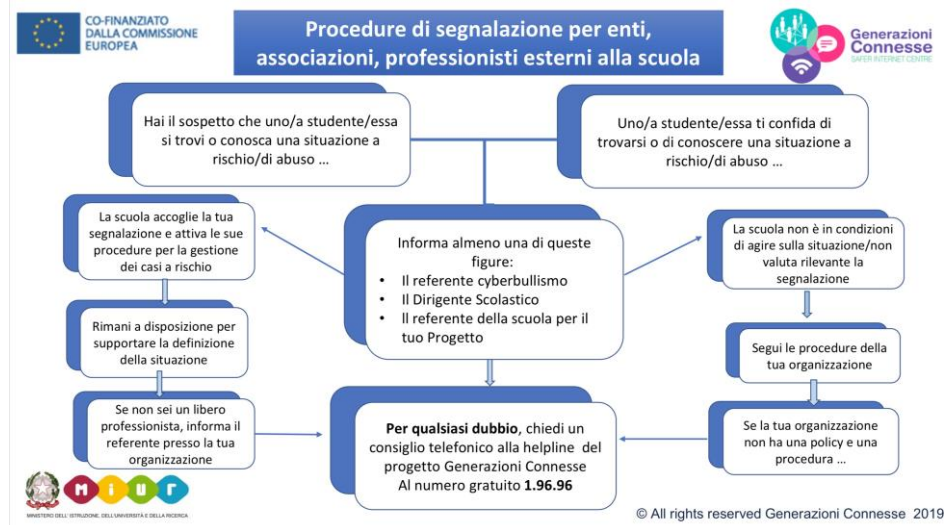 CO-FINANZIATO
DALLA COMMISSIONE
EUROPEA
Procedure di segnalazione per enti,
associazioni, professionisti esterni alla scuola
Generazioni
Connesse
SAFER INTERNET CENTRE
Hai il sospetto che uno/a studente/essa
si trovi o conosca una situazione a
rischio/di abuso ...
Uno/a studente/essa ti confida di
trovarsi o di conoscere una situazione a
rischio/di abuso ...
La scuola accoglie la tua
segnalazione e attiva le sue
procedure per la gestione
dei casi a rischio
Informa almeno una di queste
figure:
• Il referente cyberbullismo
• Il Dirigente Scolastico
• Il referente della scuola per il
tuo Progetto
La scuola non è in condizioni
di agire sulla situazione/non
valuta rilevante la
segnalazione
Rimani a disposizione per
supportare la definizione
della situazione
Segui le procedure della
tua organizzazione
Se non sei un libero
professionista, informa il
referente presso la tua
organizzazione
Per qualsiasi dubbio, chiedi un
consiglio telefonico alla helpline del
progetto Generazioni Connesse
Al numero gratuito 1.96.96
Se la tua organizzazione
non ha una policy e una
procedura ...
miur
MINISTERO DELL'ISTRUZIONE, DELL'UNIVERSITÀ E DELLA RICERCA
© All rights reserved Generazioni Connesse 2019